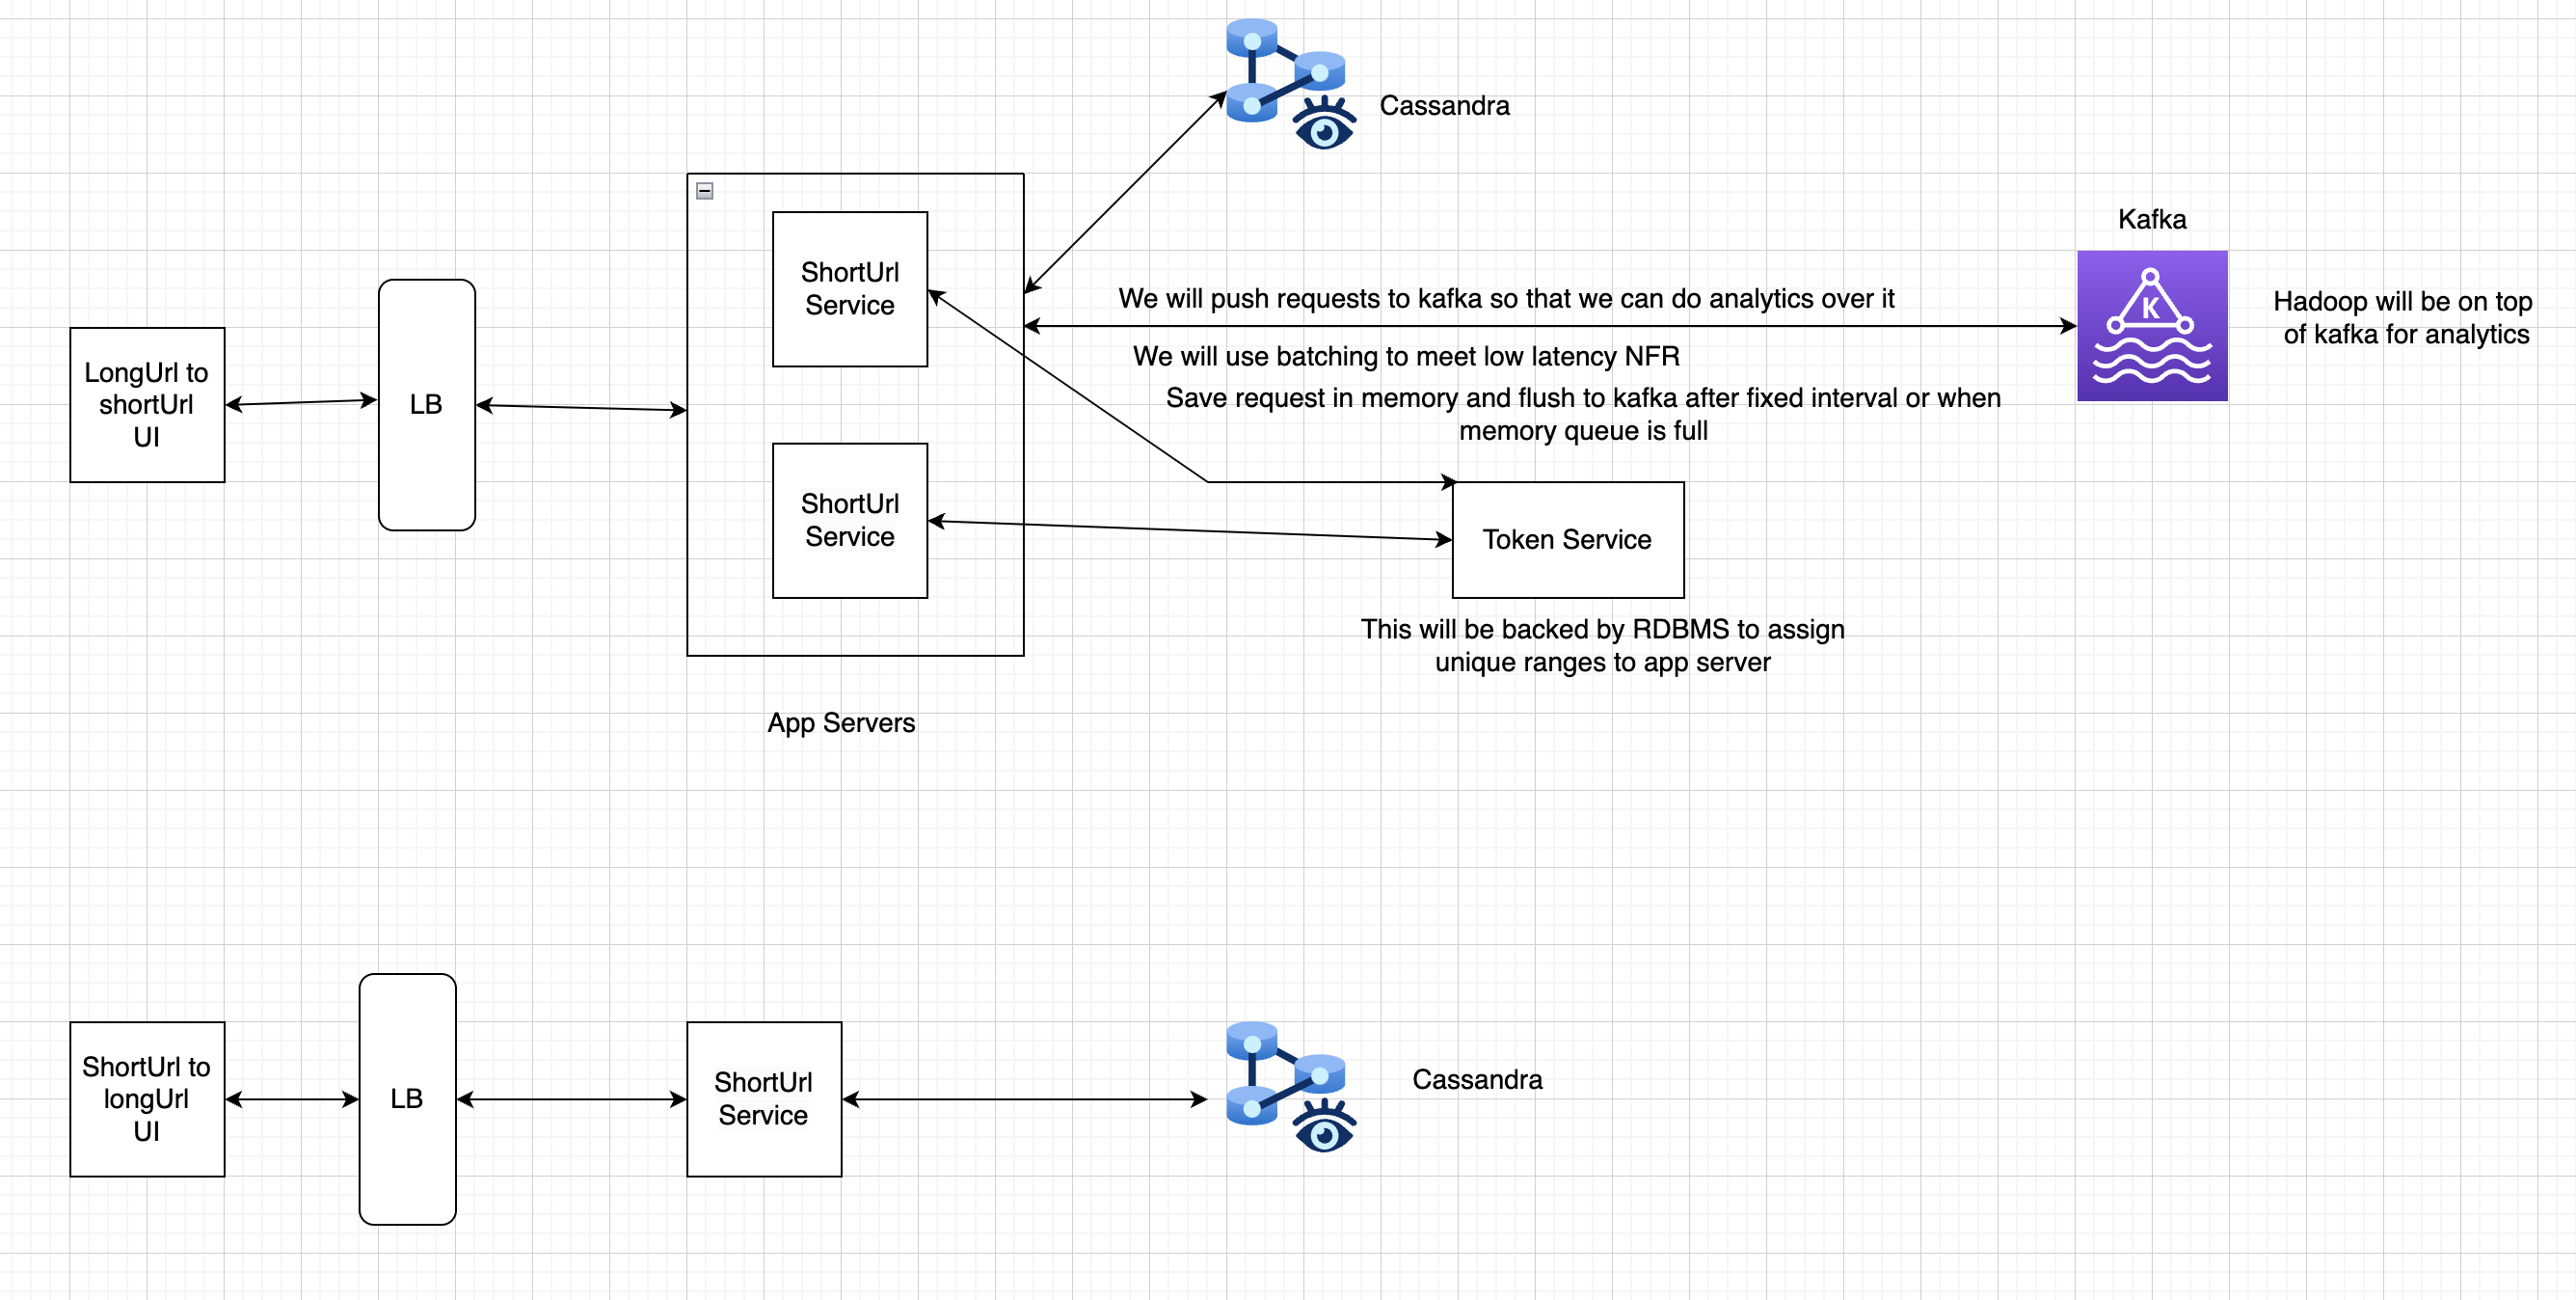 Cassandra
Kafka
ShortUrl
Service
We will push requests to kafka so that we can do analytics over it
K
Hadoop will be on top
of kafka for analytics
We will use batching to meet low latency NFR
LongUrl to
shortUrl
UI
LB
Save request in memory and flush to kafka after fixed interval or when
memory queue is full
ShortUrl
Service
Token Service
This will be backed by RDBMS to assign
unique ranges to app server
App Servers
ShortUrl to
longUrl
UI
LB
ShortUrl
Service
Cassandra